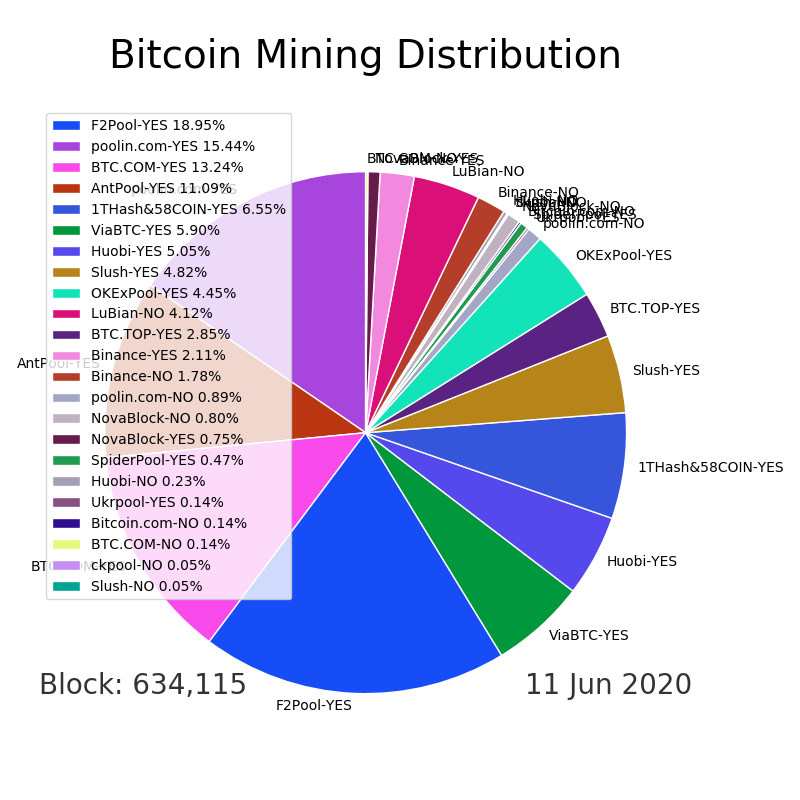 Bitcoin Mining Distribution
F2Pool-YES 18.95%
poolin.com-YES 15.44%
BTC.COM-YES 13.24%
AntPool-YES 11.09%
1THash&58COIN-YES 6.55%
ViaBTC-YES 5.90%
Huobi-YES 5.05%
Slush-YES 4.82%
OKExPool-YES 4.45%
LuBian-NO 4.12%
BTC.TOP-YES 2.85%
Binance-YES 2.11%
Binance-NO 1.78%
poolin.com-NO 0.89%
NovaBlock-NO 0.80%
NovaBlock-YES 0.75%
SpiderPool-YES 0.47%
Huobi-NO 0.23%
Ukrpool-YES 0.14%
Bitcoin.com-NO 0.14%
BTC.COM-NO 0.14%
ckpool-NO 0.05%
Slush-NO 0.05%
LuBian-NO
Binance-NO
poolin.com-NO
OKExPool-YES
BTC.TOP-YES
Slush-YES
1THash&58COIN-YES
Huobi-YES
ViaBTC-YES
F2Pool-YES
AntPool-YES
Block: 634,115
11 Jun 2020